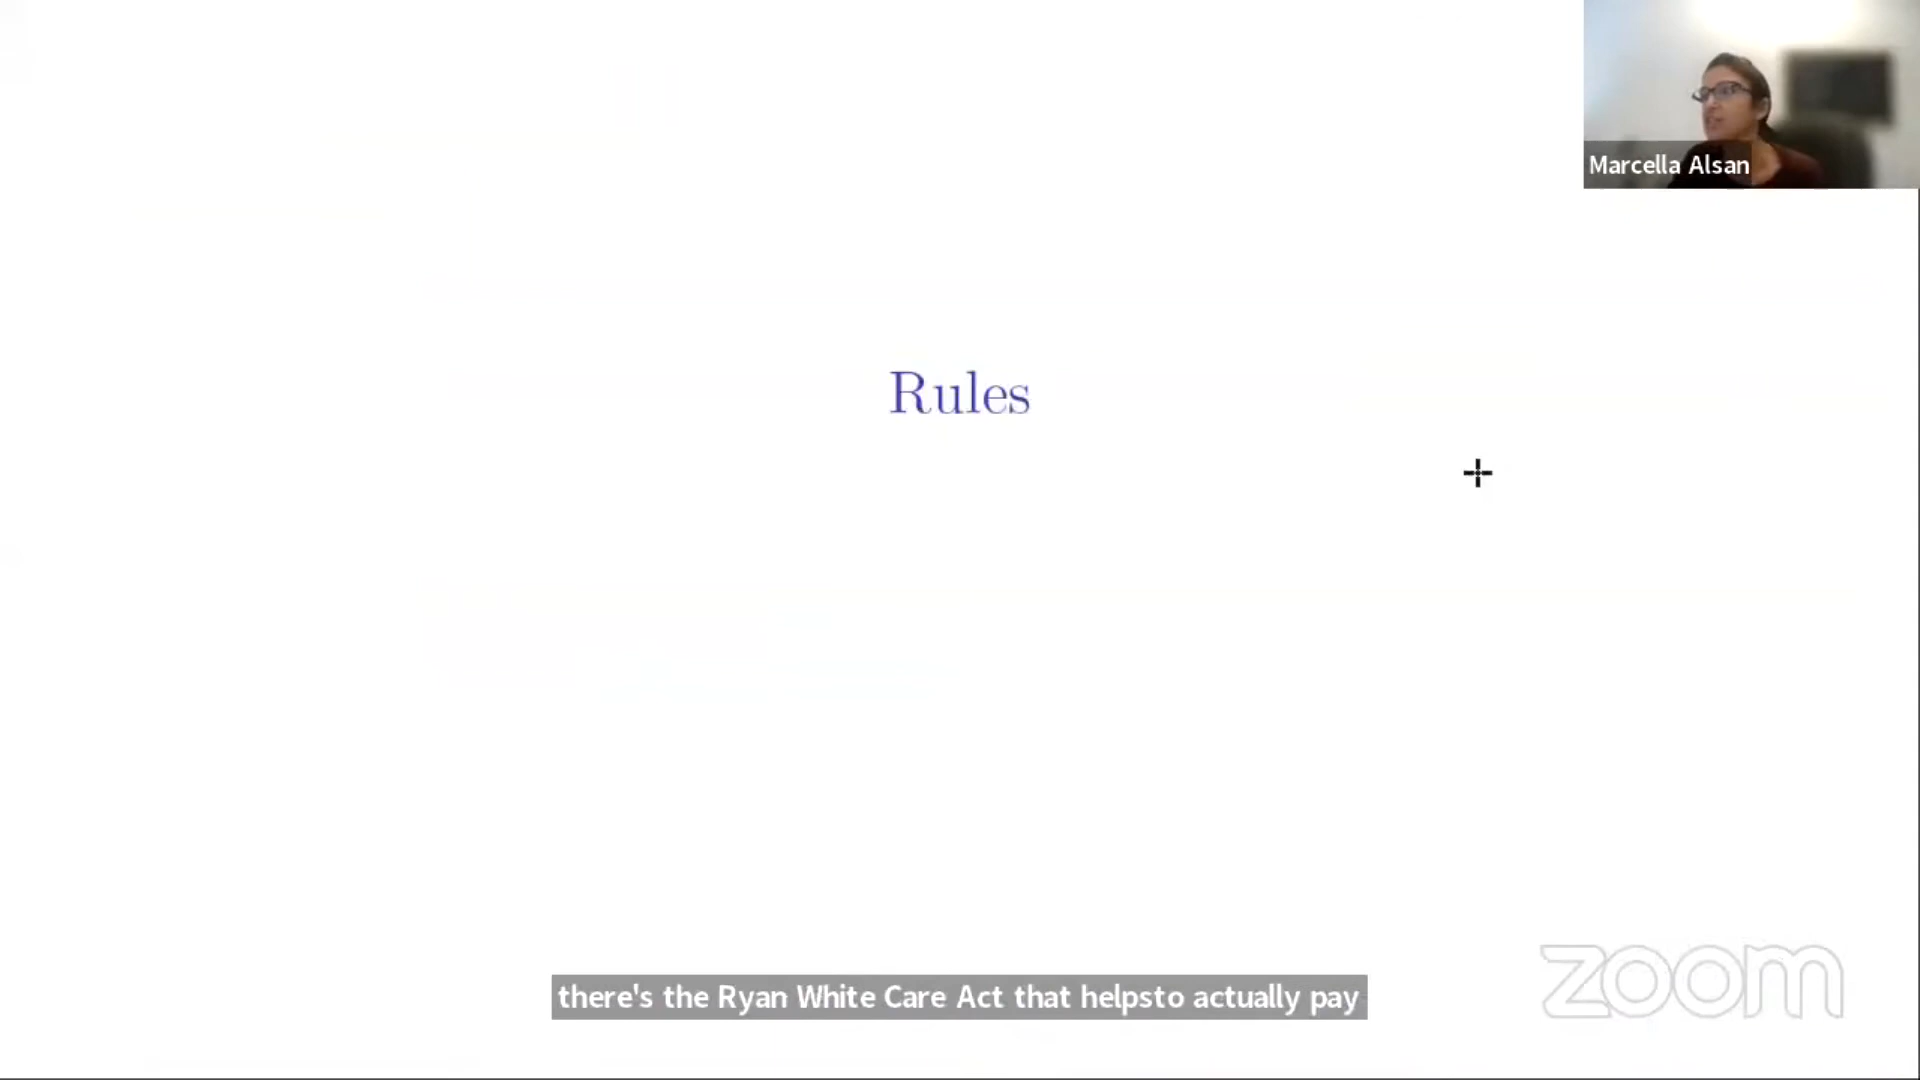 Marcella Alsan
Rules
there's the Ryan White Care Act that helpsto actually pay
zoom